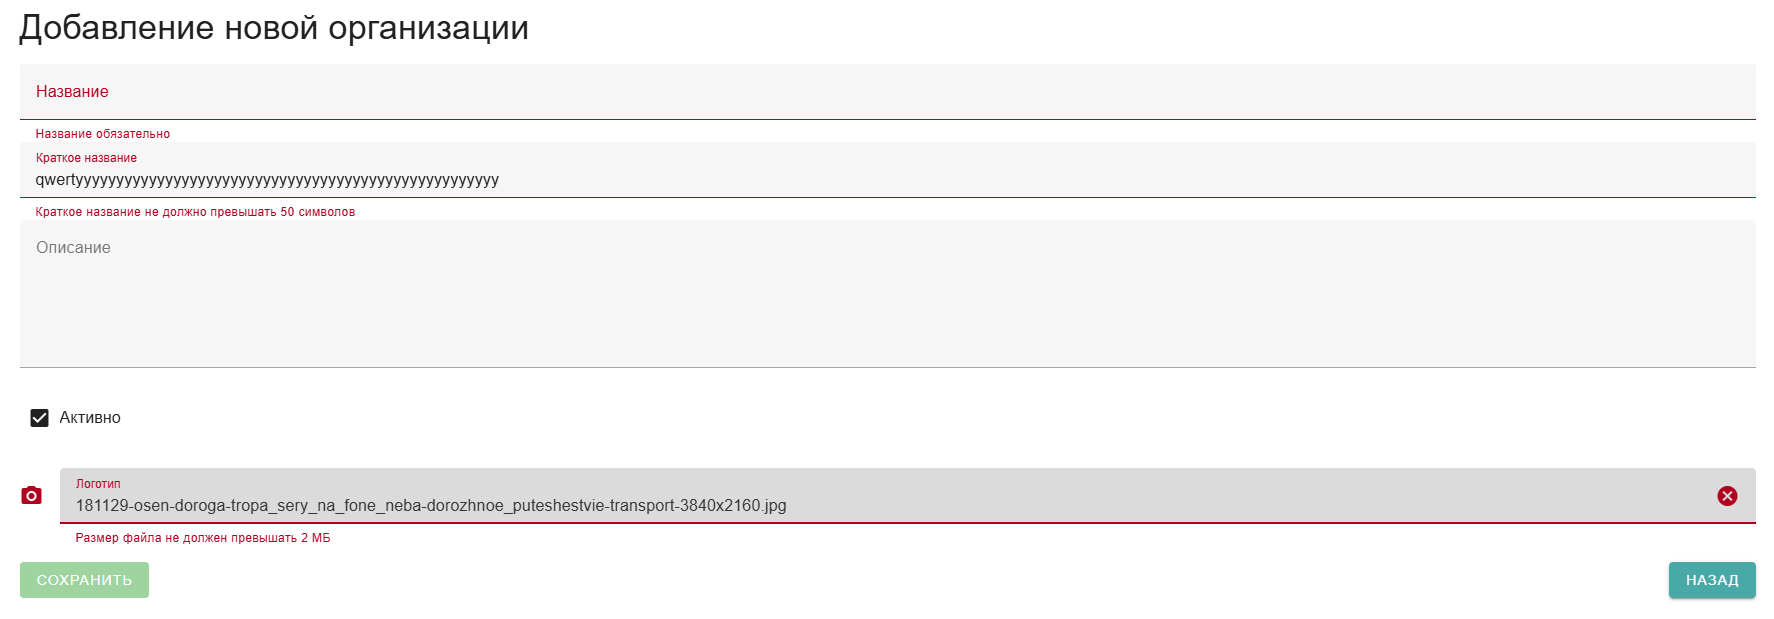 Добавление новой организации
Название
Название обязательно
Краткое название
qwertyyyyyyyyyyyyyyyyyyyyyyyyyyyyyyyyyyyyyyyyyyyyyyyyyyyy
Краткое название не должно превышать 50 символов
Описание
Активно
Логотип
181129-osen-doroga-tropa_sery_na_fone_neba-dorozhnoe_puteshestvie-transport-3840x2160.jpg
Размер файла не должен превышать 2 МБ
СОХРАНИТЬ
НАЗАД